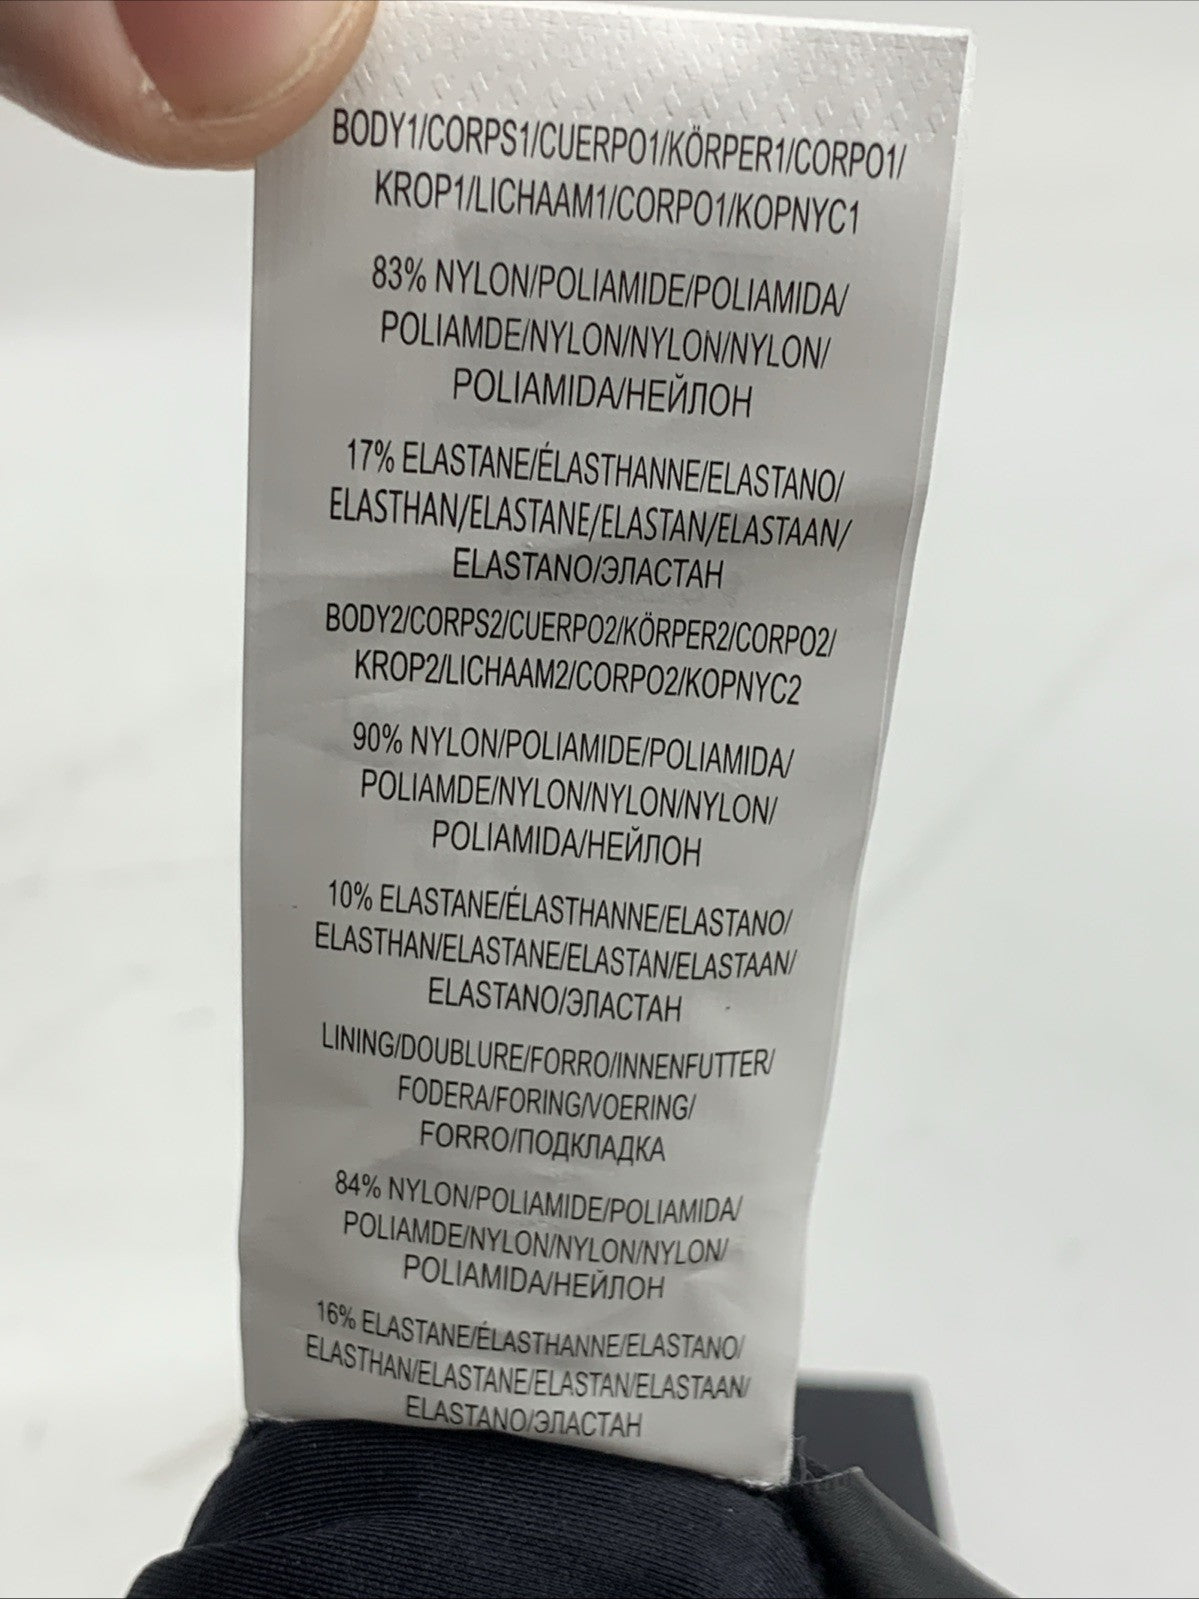 BODY1/CORPS1/CUERPO1/KÖRPER1/CORPO1/
KROP1/LICHAAM1/CORPO1/KOPNYC1
83% NYLON/POLIAMIDE/POLIAMIDA/
POLIAMDE/NYLON/NYLON/NYLON/
POLIAMIDA/НЕЙЛОН
17% ELASTANE/ÉLASTHANNE/ELASTANO/
ELASTHAN/ELASTANE/ELASTAN/ELASTAAN/
ELASTANO/ЭЛАСТАН
BODY2/CORPS2/CUERPO2/KÖRPER2/CORPO2/
KROP2/LICHAAM2/CORPO2/KOPNYC2
90% NYLON/POLIAMIDE/POLIAMIDA/
POLIAMDE/NYLON/NYLON/NYLON/
POLIAMIDA/НЕЙЛОН
10% ELASTANE/ÉLASTHANNE/ELASTANO/
ELASTHAN/ELASTANE/ELASTAN/ELASTAAN/
ELASTANO/ЭЛАСТАН
LINING/DOUBLURE/FORRO/INNENFUTTER/
FODERA/FORING/VOERING/
FORRO/ПОДКЛАДКА
84% NYLON/POLIAMIDE/POLIAMIDA/
POLIAMDE/NYLON/NYLON/NYLON/
POLIAMIDA/НЕЙЛОН
16% ELASTANE/ÉLASTHANNE/ELASTANO/
ELASTHAN/ELASTANE/ELASTAN/ELASTAAN/
ELASTANO/ЭЛАСТАН